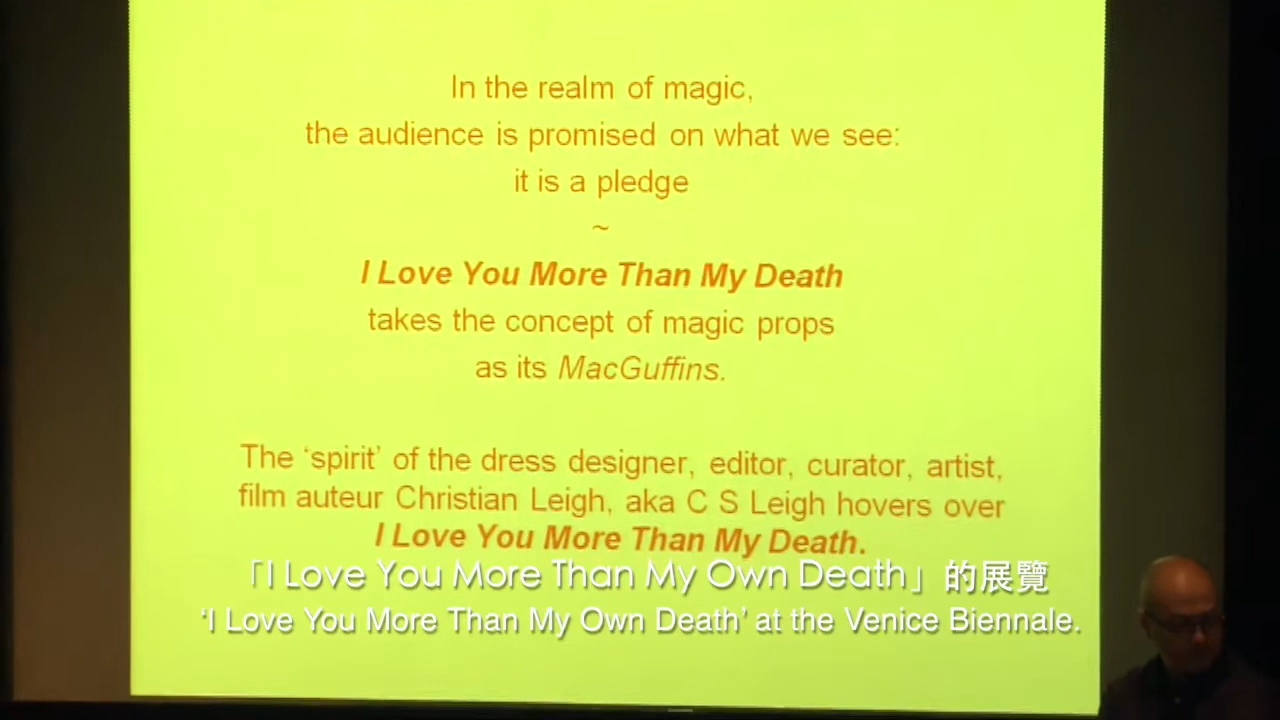 In the realm of magic,
the audience is promised on what we see:
it is a pledge
~
I Love You More Than My Death
takes the concept of magic props
as its MacGuffins.
The ‘spirit’ of the dress designer, editor, curator, artist,
film auteur Christian Leigh, aka C S Leigh hovers over
I Love You More Than My Death.
「I Love You More Than My Own Death」的展覽
‘I Love You More Than My Own Death’ at the Venice Biennale.